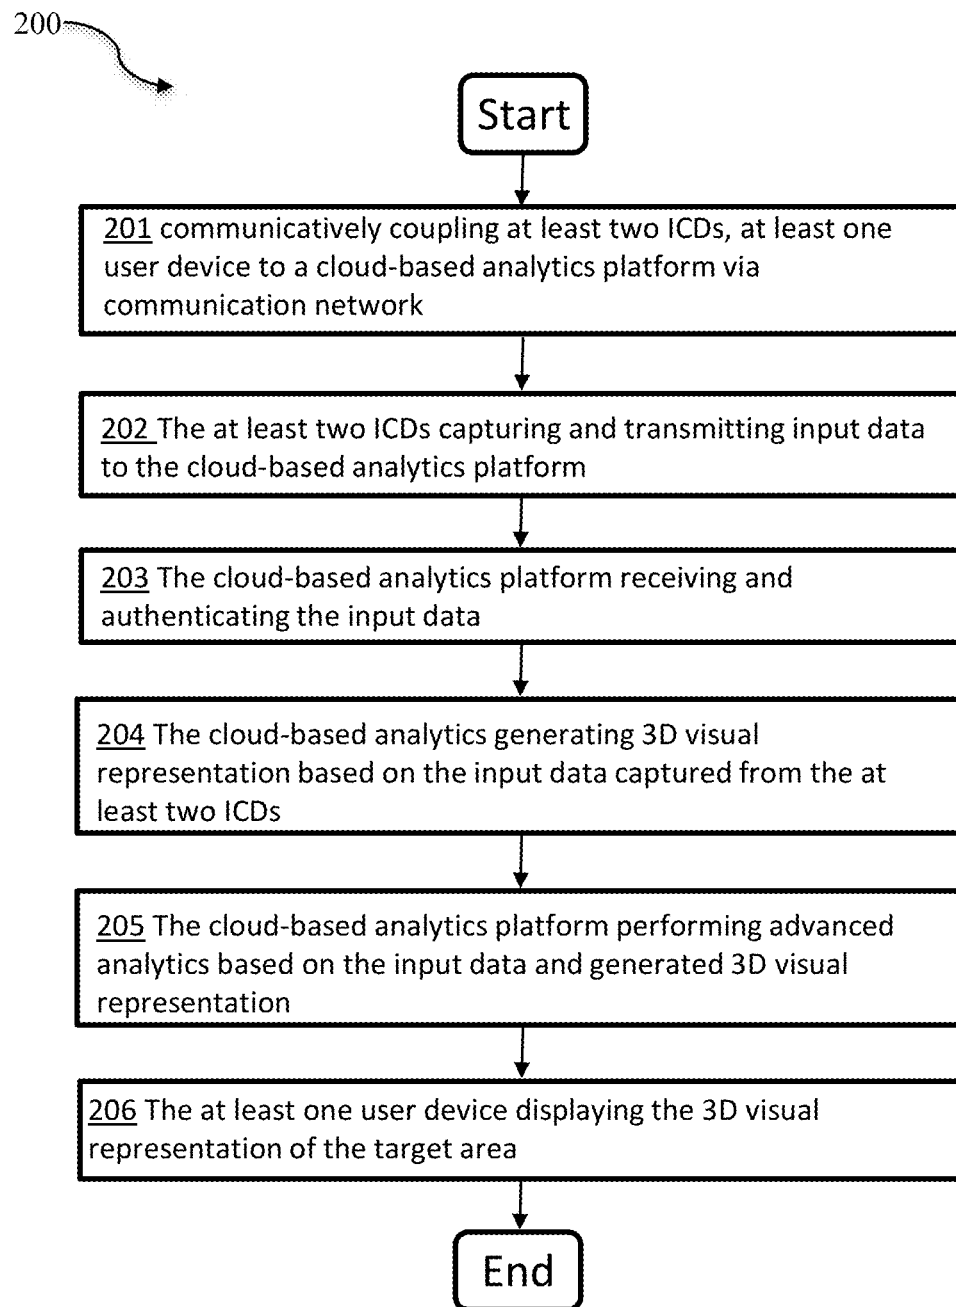 200
Start
201 communicatively coupling at least two ICDs, at least one
user device to a cloud-based analytics platform via
communication network
202 The at least two ICDs capturing and transmitting input data
to the cloud-based analytics platform
203 The cloud-based analytics platform receiving and
authenticating the input data
204 The cloud-based analytics generating 3D visual
representation based on the input data captured from the at
least two ICDs
205 The cloud-based analytics platform performing advanced
analytics based on the input data and generated 3D visual
representation
206 The at least one user device displaying the 3D visual
representation of the target area
End